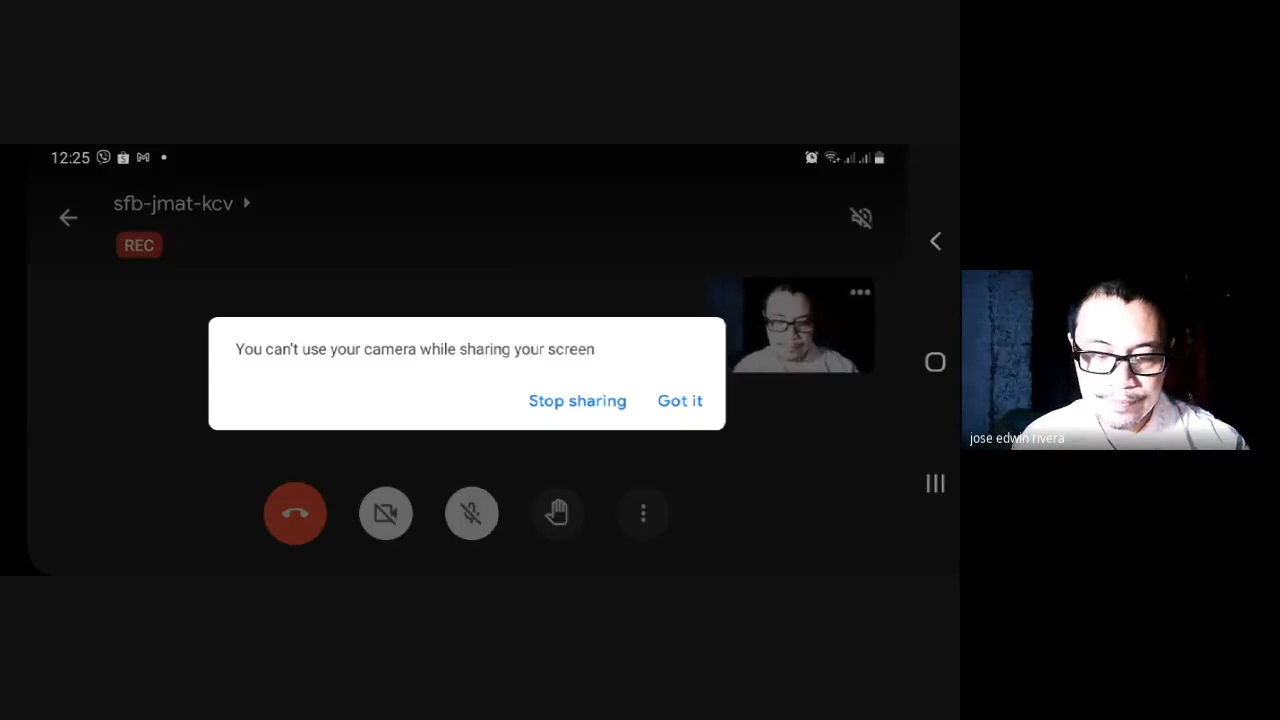 12:25
sfb-jmat-kcv
REC
You can't use your camera while sharing your screen
Stop sharing Got it
jose edwin rivera